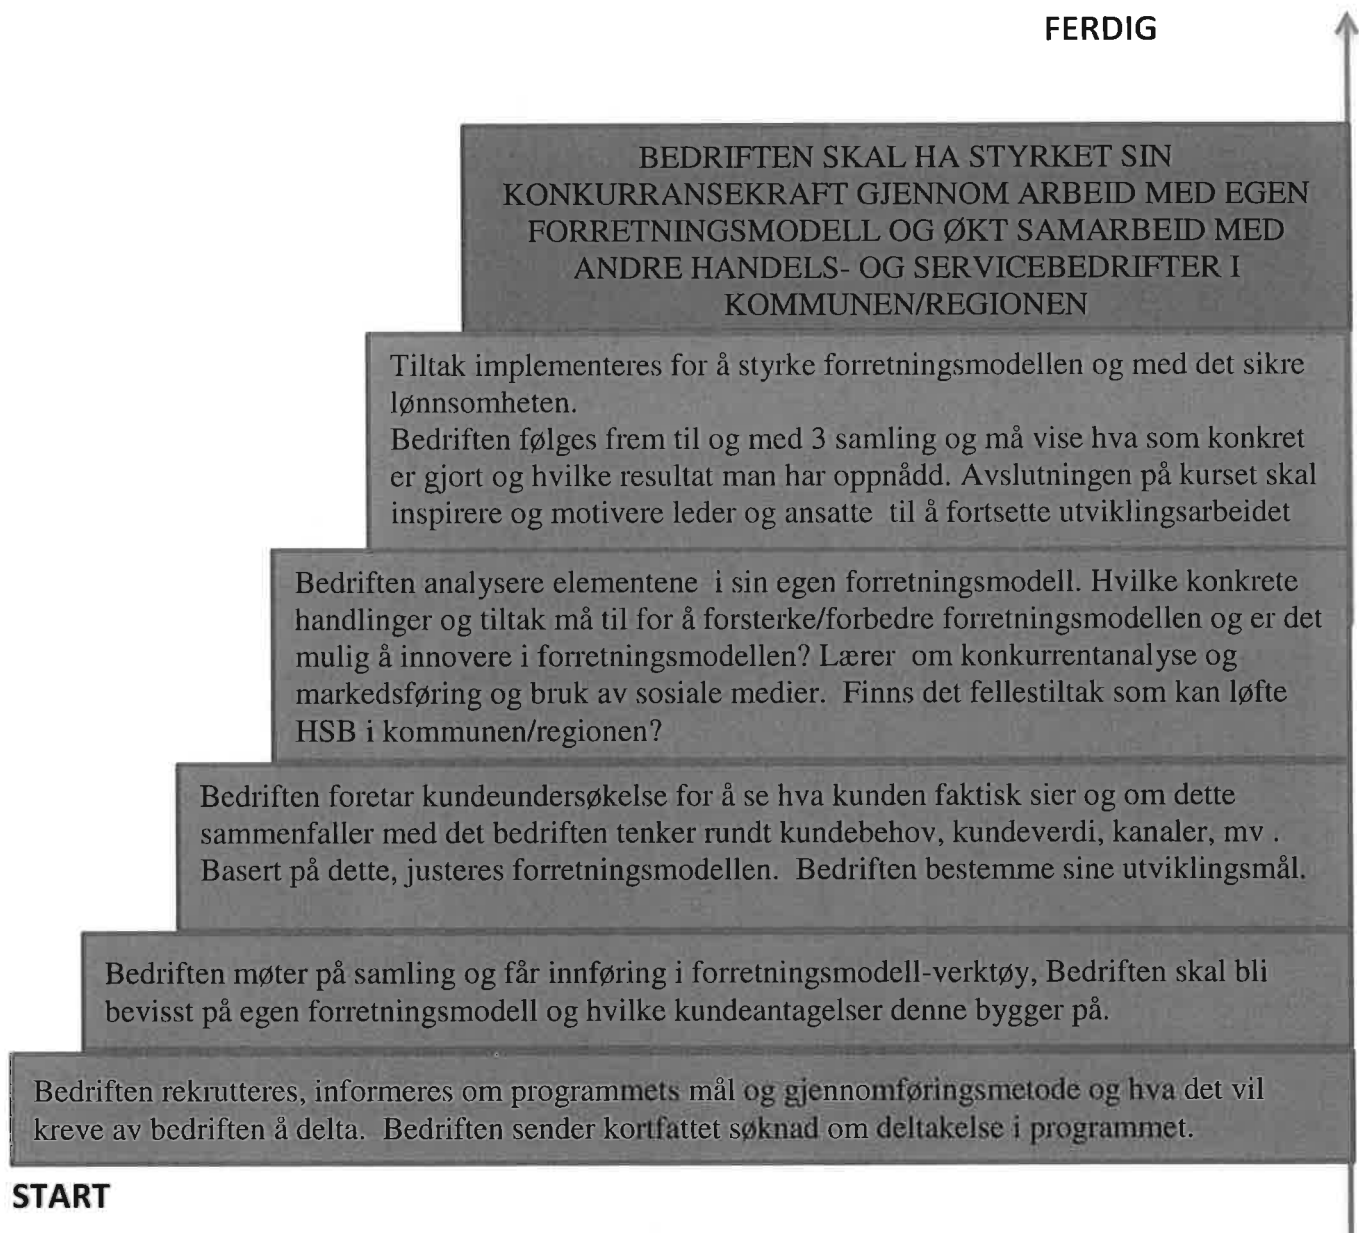 FERDIG
BEDRIFTEN SKAL HA STYRKET SIN
KONKURRANSEKRAFT GJENNOM ARBEID MED EGEN
FORRETNINGSMODELL OG ØKT SAMARBEID MED
ANDRE HANDELS- OG SERVICEBEDRIFTER I
KOMMUNEN/REGIONEN
Tiltak implementeres for å styrke forretningsmodellen og med det sikre
lønnsomheten.
Bedriften følges frem til og med 3 samling og må vise hva som konkret
er gjort og hvilke resultat man har oppnådd. Avslutningen på kurset skal
inspirere og motivere leder og ansatte  til å fortsette utviklingsarbeidet
Bedriften analysere elementene  i sin egen forretningsmodell. Hvilke konkrete
handlinger og tiltak må til for å forsterke/forbedre forretningsmodellen og er det
mulig å innovere i forretningsmodellen? Lærer  om konkurrentanalyse og
markedsføring og bruk av sosiale medier.  Finns det fellestiltak som kan løfte
HSB i kommunen/regionen?
Bedriften foretar kundeundersøkelse for å se hva kunden faktisk sier og om dette
sammenfaller med det bedriften tenker rundt kundebehov, kundeverdi, kanaler, mv .
Basert på dette, justeres forretningsmodellen.  Bedriften bestemme sine utviklingsmål.
Bedriften møter på samling og får innføring i forretningsmodell-verktøy, Bedriften skal bli
bevisst på egen forretningsmodell og hvilke kundeantagelser denne bygger på.
Bedriften rekrutteres, informeres om programmets mål og gjennomføringsmetode og hva det vil
kreve av bedriften å delta.  Bedriften sender kortfattet søknad om deltakelse i programmet.
START